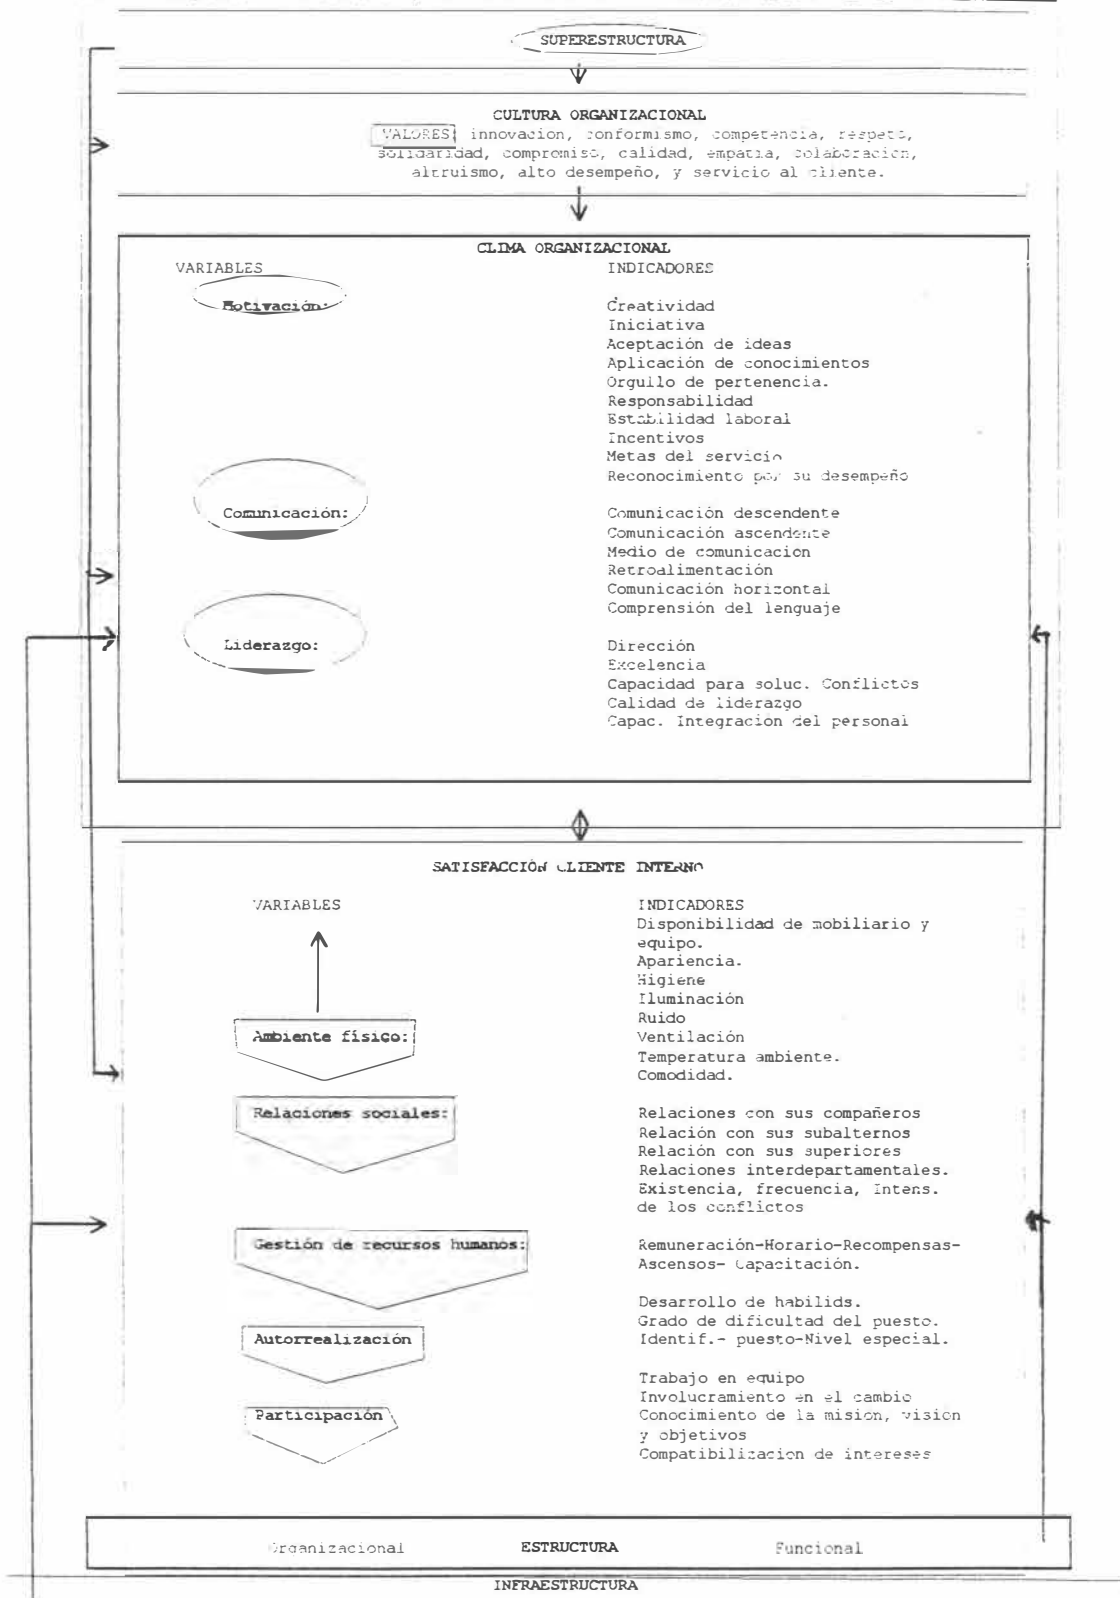 SUPERESTRUCTURA
CULTURA ORGANIZACIONAL
VALORES: innovacion, conformismo, competencia, respeto,
solidaridad, compromiso, calidad, empatia, colaboracion,
altruismo, alto desempeño, y servicio al cliente.
CLIMA ORGANIZACIONAL
VARIABLES INDICADORES
Motivación: Creatividad
Iniciativa
Aceptación de ideas
Aplicación de conocimientos
Orgullo de pertenencia.
Responsabilidad
Estabilidad laboral
Incentivos
Metas del servicio
Reconocimiento por su desempeño
Comunicación: Comunicación descendente
Comunicación ascendente
Medio de comunicacion
Retroalimentación
Comunicación horizontal
Comprensión del lenguaje
Liderazgo: Dirección
Excelencia
Capacidad para soluc. Conflictos
Calidad de liderazgo
Capac. Integracion del personal
SATISFACCIÓN CLIENTE INTERNO
VARIABLES INDICADORES
Disponibilidad de mobiliario y
equipo.
Apariencia.
Higiene
Iluminación
Ruido
Ambiente físico: Ventilación
Temperatura ambiente.
Comodidad.
Relaciones sociales: Relaciones con sus compañeros
Relación con sus subalternos
Relación con sus superiores
Relaciones interdepartamentales.
Existencia, frecuencia, Intens.
de los conflictos
Gestión de recursos humanos: Remuneración-Horario-Recompensas-
Ascensos- Capacitación.
Desarrollo de habilids.
Grado de dificultad del puesto.
Autorrealización Identif.- puesto-Nivel especial.
Trabajo en equipo
Involucramiento en el cambio
Participación Conocimiento de la mision, vision
y objetivos
Compatibilizacion de intereses
Organizacional ESTRUCTURA Funcional
INFRAESTRUCTURA